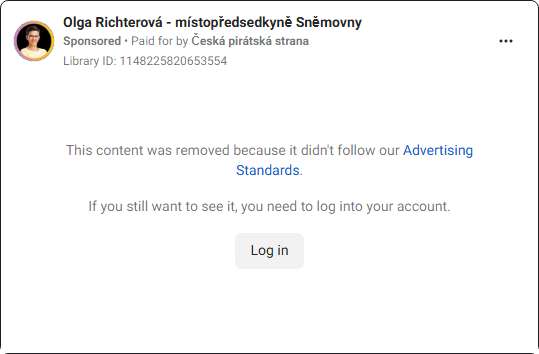 Olga Richterová - místopředsedkyně Sněmovny
Sponsored • Paid for by Česká pirátská strana
Library ID: 1148225820653554
This content was removed because it didn't follow our Advertising
Standards.
If you still want to see it, you need to log into your account.
Log in